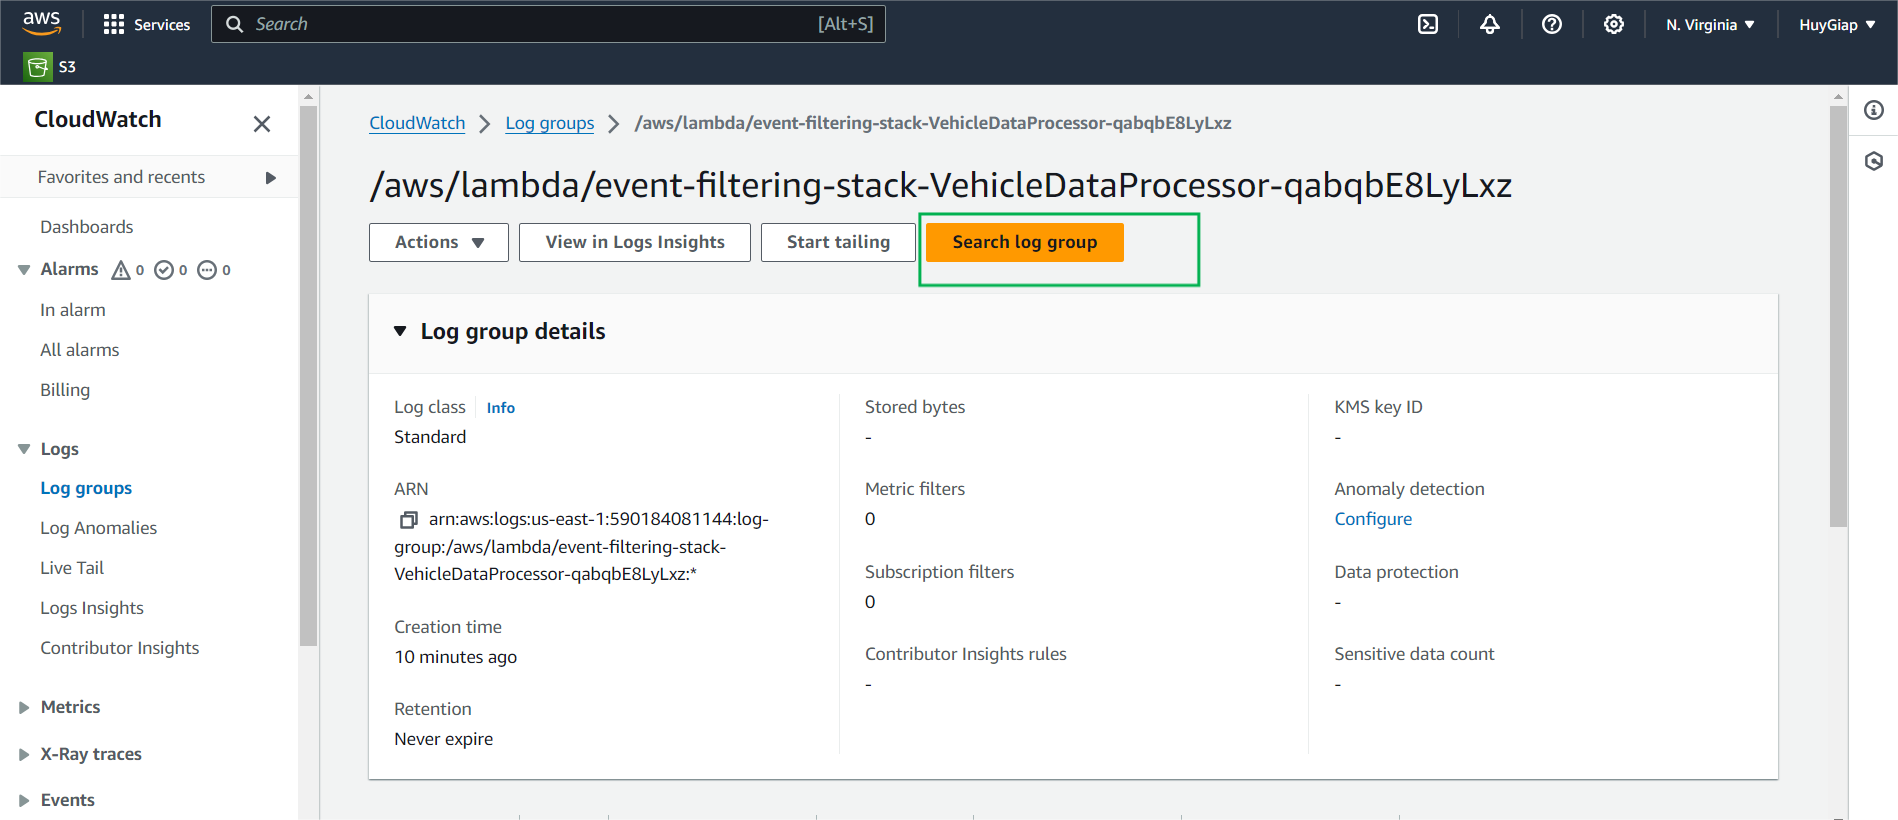 aws
Services
Search
[Alt+S]
N. Virginia
HuyGiap
S3
CloudWatch
Favorites and recents
Dashboards
Alarms 0 0 0
In alarm
All alarms
Billing
Logs
Log groups
Log Anomalies
Live Tail
Logs Insights
Contributor Insights
Metrics
X-Ray traces
Events
CloudWatch
Log groups
/aws/lambda/event-filtering-stack-VehicleDataProcessor-qabqbE8LyLxz
/aws/lambda/event-filtering-stack-VehicleDataProcessor-qabqbE8LyLxz
Actions
View in Logs Insights
Start tailing
Search log group
Log group details
Log class
Info
Standard
ARN
arn:aws:logs:us-east-1:590184081144:log-
group:/aws/lambda/event-filtering-stack-
VehicleDataProcessor-qabqbE8LyLxz:*
Creation time
10 minutes ago
Retention
Never expire
Stored bytes
-
Metric filters
0
Subscription filters
0
Contributor Insights rules
-
KMS key ID
-
Anomaly detection
Configure
Data protection
-
Sensitive data count
-